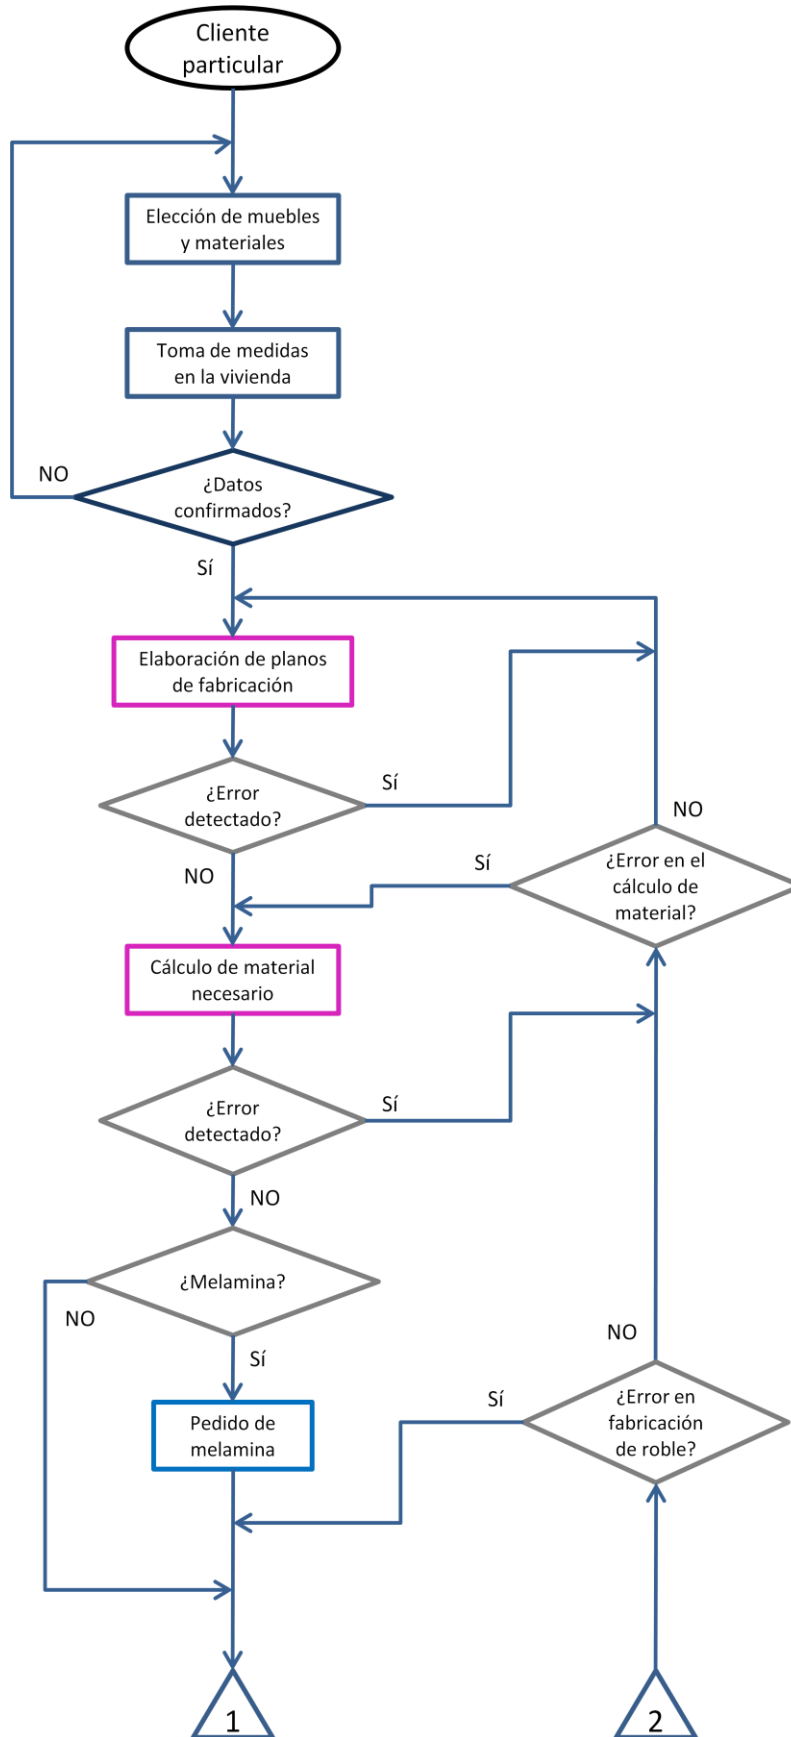 Cliente
particular
Elección de muebles
y materiales
Toma de medidas
en la vivienda
NO
¿Datos
confirmados?
Sí
Elaboración de planos
de fabricación
¿Error
detectado?
Sí
NO
NO
Sí
¿Error en el
cálculo de
material?
Cálculo de material
necesario
¿Error
detectado?
Sí
NO
¿Melamina?
NO
Sí
NO
Pedido de
melamina
Sí
¿Error en
fabricación
de roble?
1
2